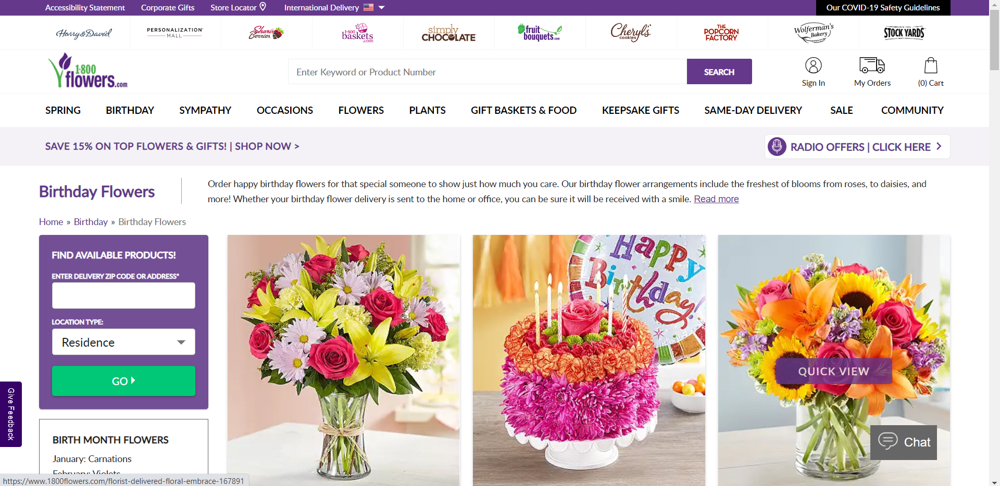 Accessibility Statement
Corporate Gifts
Store Locator
International Delivery
Our COVID-19 Safety Guidelines
Harry & David
PERSONALIZATION
MALL
Shari's
Berries
1·800
baskets
.com
simply
CHOCOLATE
fruit
bouquets.com
Cheryl's
cookies
THE
POPCORN
FACTORY
Wolferman's
Bakery
STOCK YARDS
1·800
flowers.com
Enter Keyword or Product Number
SEARCH
Sign In
My Orders
(0) Cart
SPRING
BIRTHDAY
SYMPATHY
OCCASIONS
FLOWERS
PLANTS
GIFT BASKETS & FOOD
KEEPSAKE GIFTS
SAME-DAY DELIVERY
SALE
COMMUNITY
SAVE 15% ON TOP FLOWERS & GIFTS! | SHOP NOW >
RADIO OFFERS | CLICK HERE
Birthday Flowers
Order happy birthday flowers for that special someone to show just how much you care. Our birthday flower arrangements include the freshest of blooms from roses, to daisies, and
more! Whether your birthday flower delivery is sent to the home or office, you can be sure it will be received with a smile. Read more
Home » Birthday » Birthday Flowers
FIND AVAILABLE PRODUCTS!
ENTER DELIVERY ZIP CODE OR ADDRESS*
LOCATION TYPE:
Residence
GO
Happy
Birthday!
QUICK VIEW
Give Feedback
BIRTH MONTH FLOWERS
January: Carnations
February: Violets
Chat
https://www.1800flowers.com/florist-delivered-floral-embrace-167891